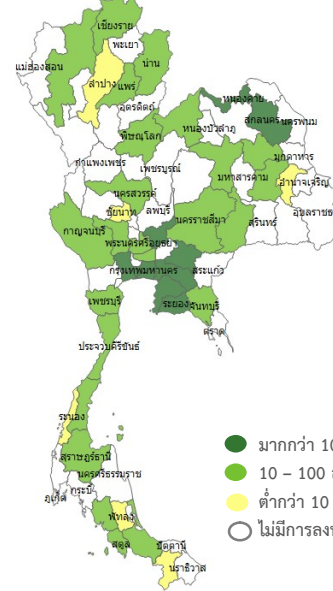 เชียงราย
พะเยา
แม่ฮ่องสอน
น่าน
ลำปาง
แพร่
อุตรดิตถ์
หนองคาย
สกลนคร
นครพนม
พิษณุโลก
หนองบัวลำภู
มุกดาหาร
กำแพงเพชร
เพชรบูรณ์
มหาสารคาม
อำนาจเจริญ
นครสวรรค์
ชัยนาท
ลพบุรี
นครราชสีมา
สุรินทร์
อุบลราชธ
กาญจนบุรี
พระนครศรีอยุธยา
กรุงเทพมหานคร
สระแก้ว
เพชรบุรี
ระยอง
จันทบุรี
ตราด
ประจวบคีรีขันธ์
ระนอง
สุราษฎร์ธานี
นครศรีธรรมราช
กระบี่
ภูเก็ต
พัทลุง
สตูล
ปัตตานี
นราธิวาส
มากกว่า 10
10 – 100
ต่ำกว่า 10
ไม่มีการลงท